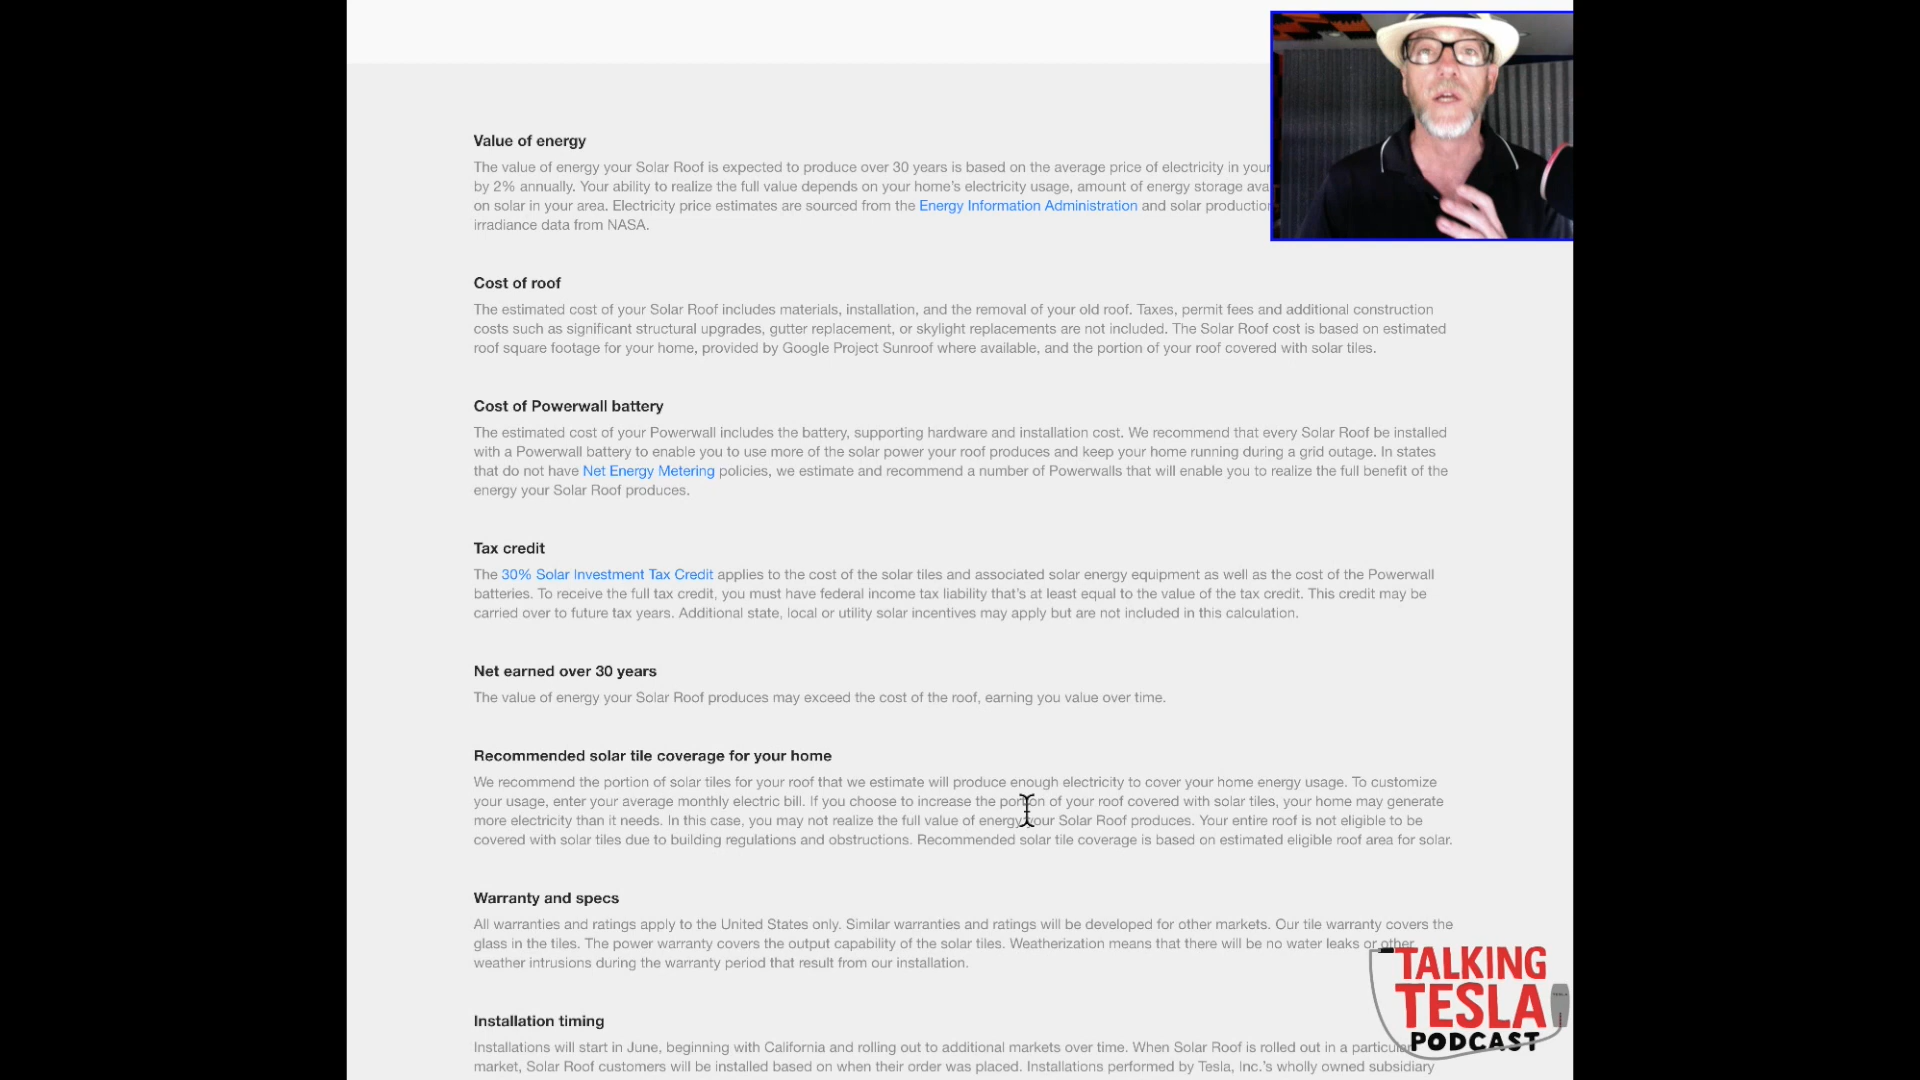 Value of energy
The value of energy your Solar Roof is expected to produce over 30 years is based on the average price of electricity in your
by 2% annually. Your ability to realize the full value depends on your home's electricity usage, amount of energy storage
on solar in your area. Electricity price estimates are sourced from the Energy Information Administration and solar production
irradiance data from NASA.
Cost of roof
The estimated cost of your Solar Roof includes materials, installation, and the removal of your old roof. Taxes, permit fees and additional construction
costs such as significant structural upgrades, gutter replacement, or skylight replacements are not included. The Solar Roof cost is based on estimated
roof square footage for your home, provided by Google Project Sunroof where available, and the portion of your roof covered with solar tiles.
Cost of Powerwall battery
The estimated cost of your Powerwall includes the battery, supporting hardware and installation cost. We recommend that every Solar Roof be installed
with a Powerwall battery to enable you to use more of the solar power your roof produces and keep your home running during a grid outage. In states
that do not have Net Energy Metering policies, we estimate and recommend a number of Powerwalls that will enable you to realize the full benefit of the
energy your Solar Roof produces.
Tax credit
The 30% Solar Investment Tax Credit applies to the cost of the solar tiles and associated solar energy equipment as well as the cost of the Powerwall
batteries. To receive the full tax credit, you must have federal income tax liability that's at least equal to the value of the tax credit. This credit may be
carried over to future tax years. Additional state, local or utility solar incentives may apply but are not included in this calculation.
Net earned over 30 years
The value of energy your Solar Roof produces may exceed the cost of the roof, earning you value over time.
Recommended solar tile coverage for your home
We recommend the portion of solar tiles for your roof that we estimate will produce enough electricity to cover your home energy usage. To customize
your usage, enter your average monthly electric bill. If you choose to increase the portion of your roof covered with solar tiles, your home may generate
more electricity than it needs. In this case, you may not realize the full value of energy your Solar Roof produces. Your entire roof is not eligible to be
covered with solar tiles due to building regulations and obstructions. Recommended solar tile coverage is based on estimated eligible roof area for solar.
Warranty and specs
All warranties and ratings apply to the United States only. Similar warranties and ratings will be developed for other markets. Our tile warranty covers the
glass in the tiles. The power warranty covers the output capability of the solar tiles. Weatherization means that there will be no water leaks or other
weather intrusions during the warranty period that result from our installation.
Installation timing
Installations will start in June, beginning with California and rolling out to additional markets over time. When Solar Roof is rolled out in a particular
market, Solar Roof customers will be installed based on when their order was placed. Installations performed by Tesla, Inc.'s wholly owned subsidiary
TALKING
TESLA
PODCAST